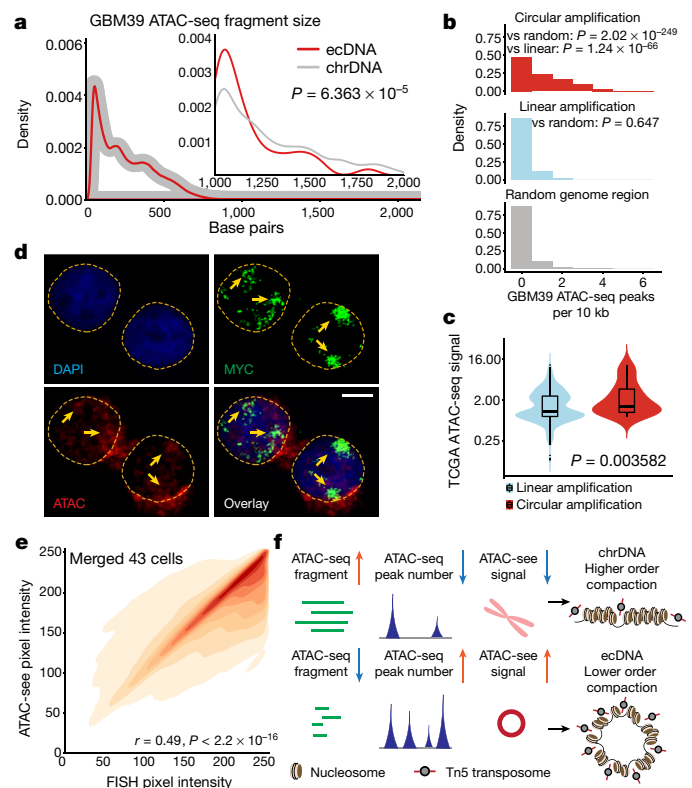 a
GBM39 ATAC-seq fragment size
0.006
0.004
0.002
0.000
Density
0
500
1,000
1,500
2,000
Base pairs
0.004
0.003
0.002
0.001
1,000
1,250
1,500
1,750
2,000
ecDNA
chrDNA
P = 6.363 × 10⁻⁵
b
Circular amplification
vs random: P = 2.02 × 10⁻²⁴⁹
vs linear: P = 1.24 × 10⁻⁶⁶
0.75
0.50
0.25
0.00
Linear amplification
vs random: P = 0.647
0.75
0.50
0.25
0.00
Density
Random genome region
0.75
0.50
0.25
0.00
0
2
4
6
GBM39 ATAC-seq peaks
per 10 kb
c
16.00
2.00
0.25
TCGA ATAC-seq signal
P = 0.003582
Linear amplification
Circular amplification
d
DAPI
MYC
ATAC
Overlay
e
Merged 43 cells
250
200
150
100
50
0
ATAC-see pixel intensity
r = 0.49, P < 2.2 × 10⁻¹⁶
0
50
100
150
200
250
FISH pixel intensity
f
ATAC-seq
fragment
ATAC-seq
peak number
ATAC-see
signal
chrDNA
Higher order
compaction
ATAC-seq
fragment
ATAC-seq
peak number
ATAC-see
signal
ecDNA
Lower order
compaction
Nucleosome
Tn5 transposome